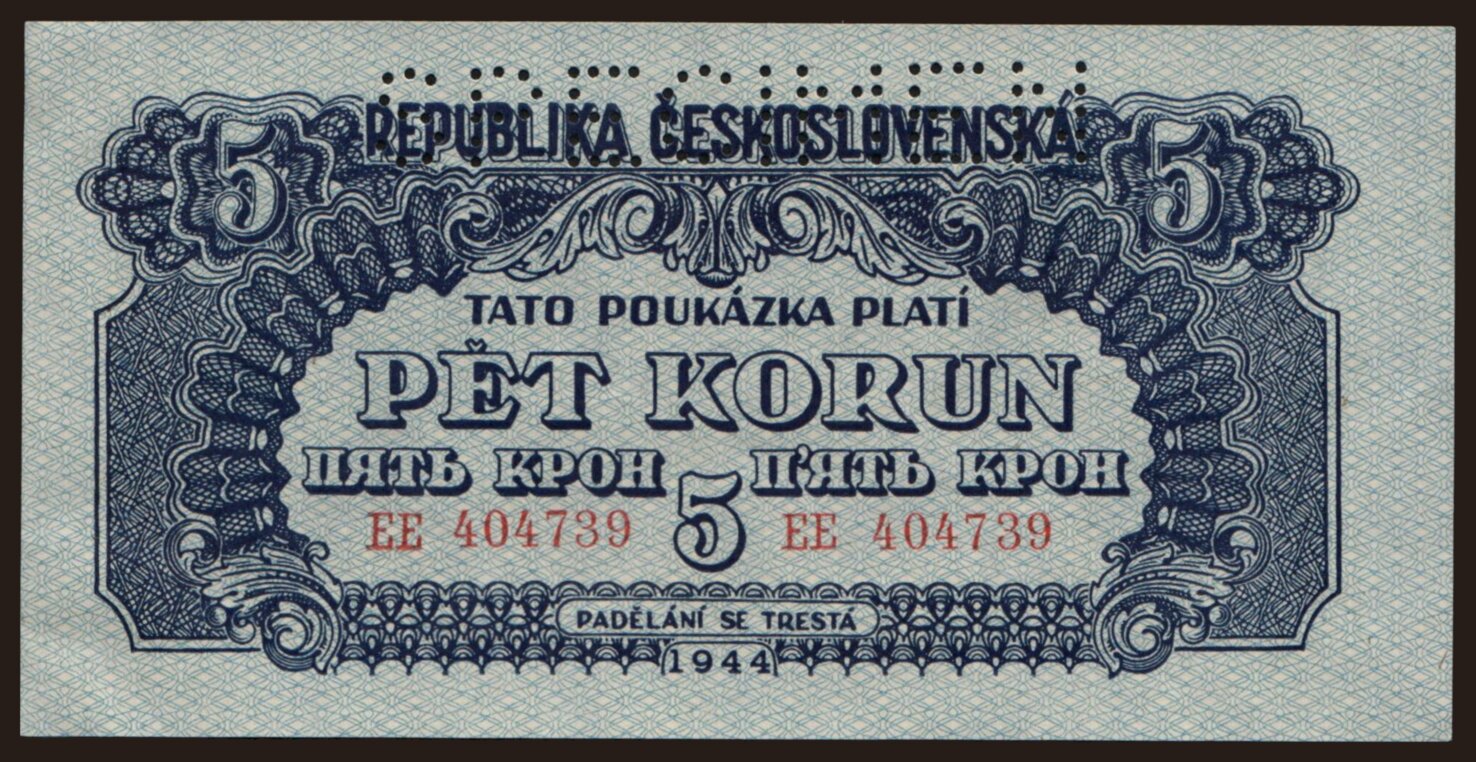 SPECIMEN
5 REPUBLIKA ČESKOSLOVENSKÁ 5
TATO POUKÁZKA PLATÍ
PĚT KORUN
ПЯТЬ КРОН П'ЯТЬ КРОН
EE 404739 5 EE 404739
PADĚLÁNÍ SE TRESTÁ
1944